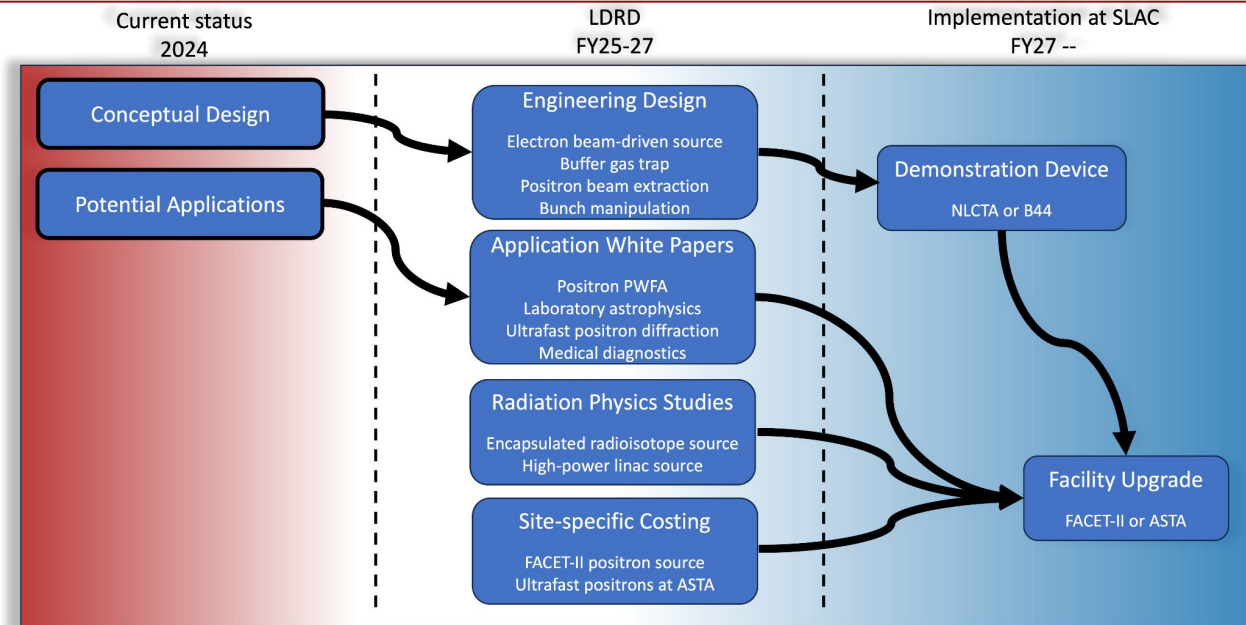 Current status
2024
LDRD
FY25-27
Implementation at SLAC
FY27 --
Conceptual Design
Potential Applications
Engineering Design
Electron beam-driven source
Buffer gas trap
Positron beam extraction
Bunch manipulation
Application White Papers
Positron PWFA
Laboratory astrophysics
Ultrafast positron diffraction
Medical diagnostics
Radiation Physics Studies
Encapsulated radioisotope source
High-power linac source
Site-specific Costing
FACET-II positron source
Ultrafast positrons at ASTA
Demonstration Device
NLCTA or B44
Facility Upgrade
FACET-II or ASTA